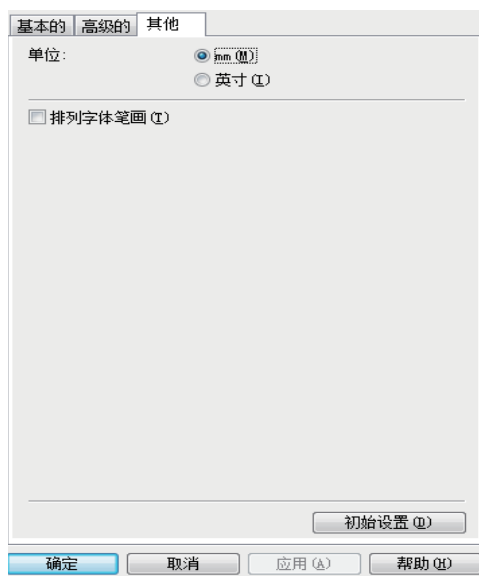 基本的 高级的 其他
单位: mm (M)
英寸 (I)
排列字体笔画 (T)
初始设置 (D)
确定 取消 应用 (A) 帮助 (H)